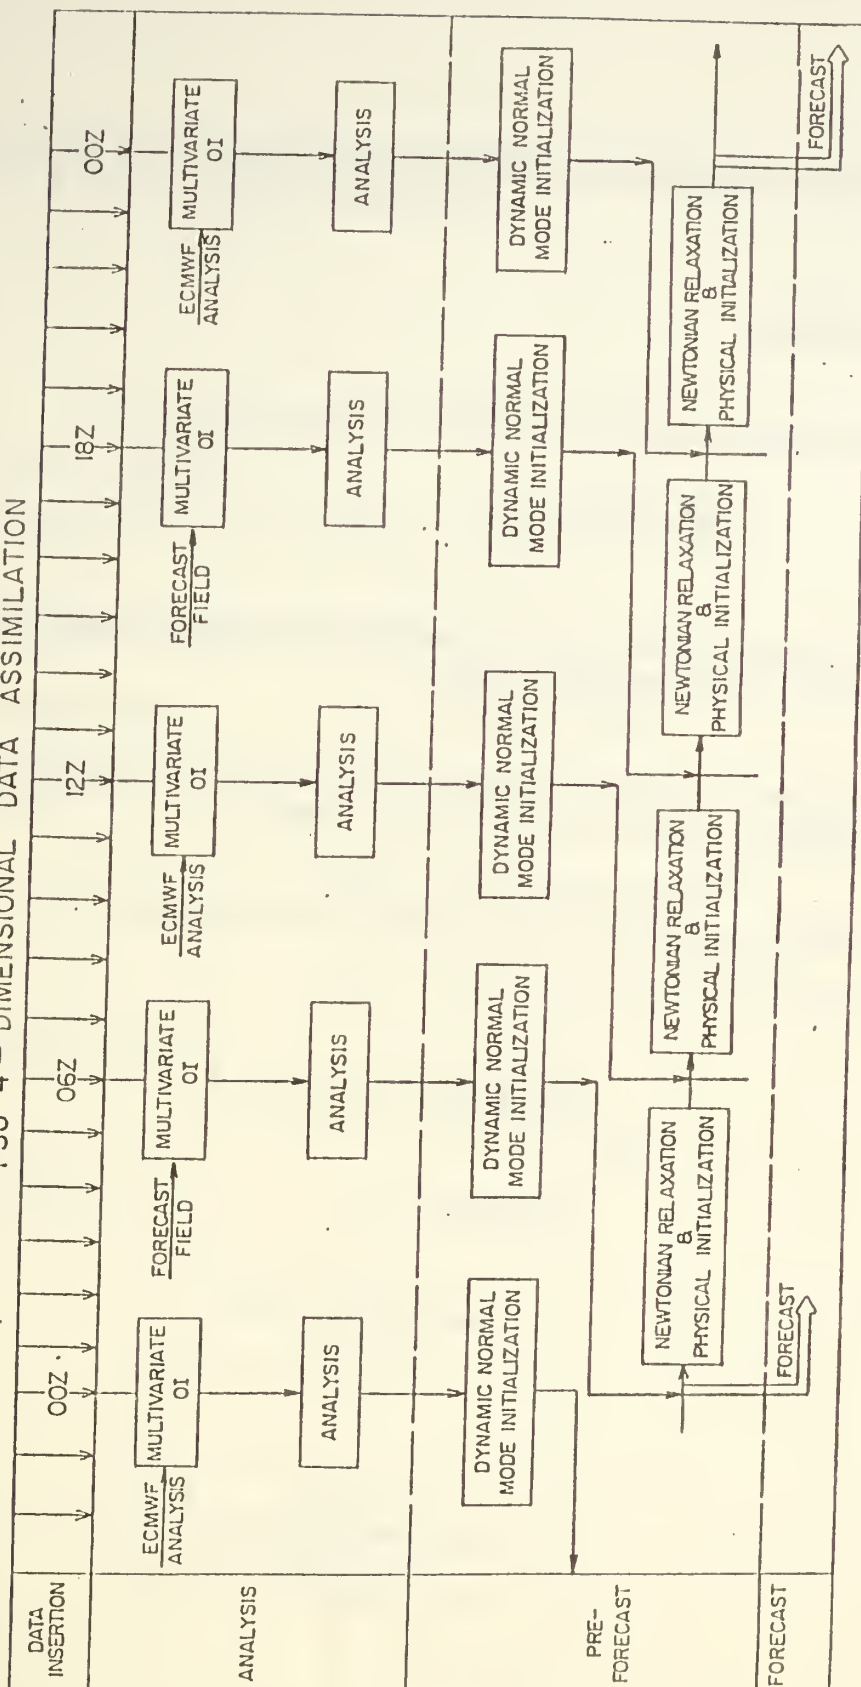 FSU 4-DIMENSIONAL DATA ASSIMILATION
DATA
INSERTION
00Z
06Z
12Z
18Z
00Z
ANALYSIS
ECMWF
ANALYSIS
MULTIVARIATE
OI
FORECAST
FIELD
MULTIVARIATE
OI
ECMWF
ANALYSIS
MULTIVARIATE
OI
FORECAST
FIELD
MULTIVARIATE
OI
ECMWF
ANALYSIS
MULTIVARIATE
OI
ANALYSIS
ANALYSIS
ANALYSIS
ANALYSIS
ANALYSIS
PRE-
FORECAST
DYNAMIC NORMAL
MODE INITIALIZATION
DYNAMIC NORMAL
MODE INITIALIZATION
DYNAMIC NORMAL
MODE INITIALIZATION
DYNAMIC NORMAL
MODE INITIALIZATION
DYNAMIC NORMAL
MODE INITIALIZATION
NEWTONIAN RELAXATION
&
PHYSICAL INITIALIZATION
NEWTONIAN RELAXATION
&
PHYSICAL INITIALIZATION
NEWTONIAN RELAXATION
&
PHYSICAL INITIALIZATION
NEWTONIAN RELAXATION
&
PHYSICAL INITIALIZATION
FORECAST
FORECAST
FORECAST